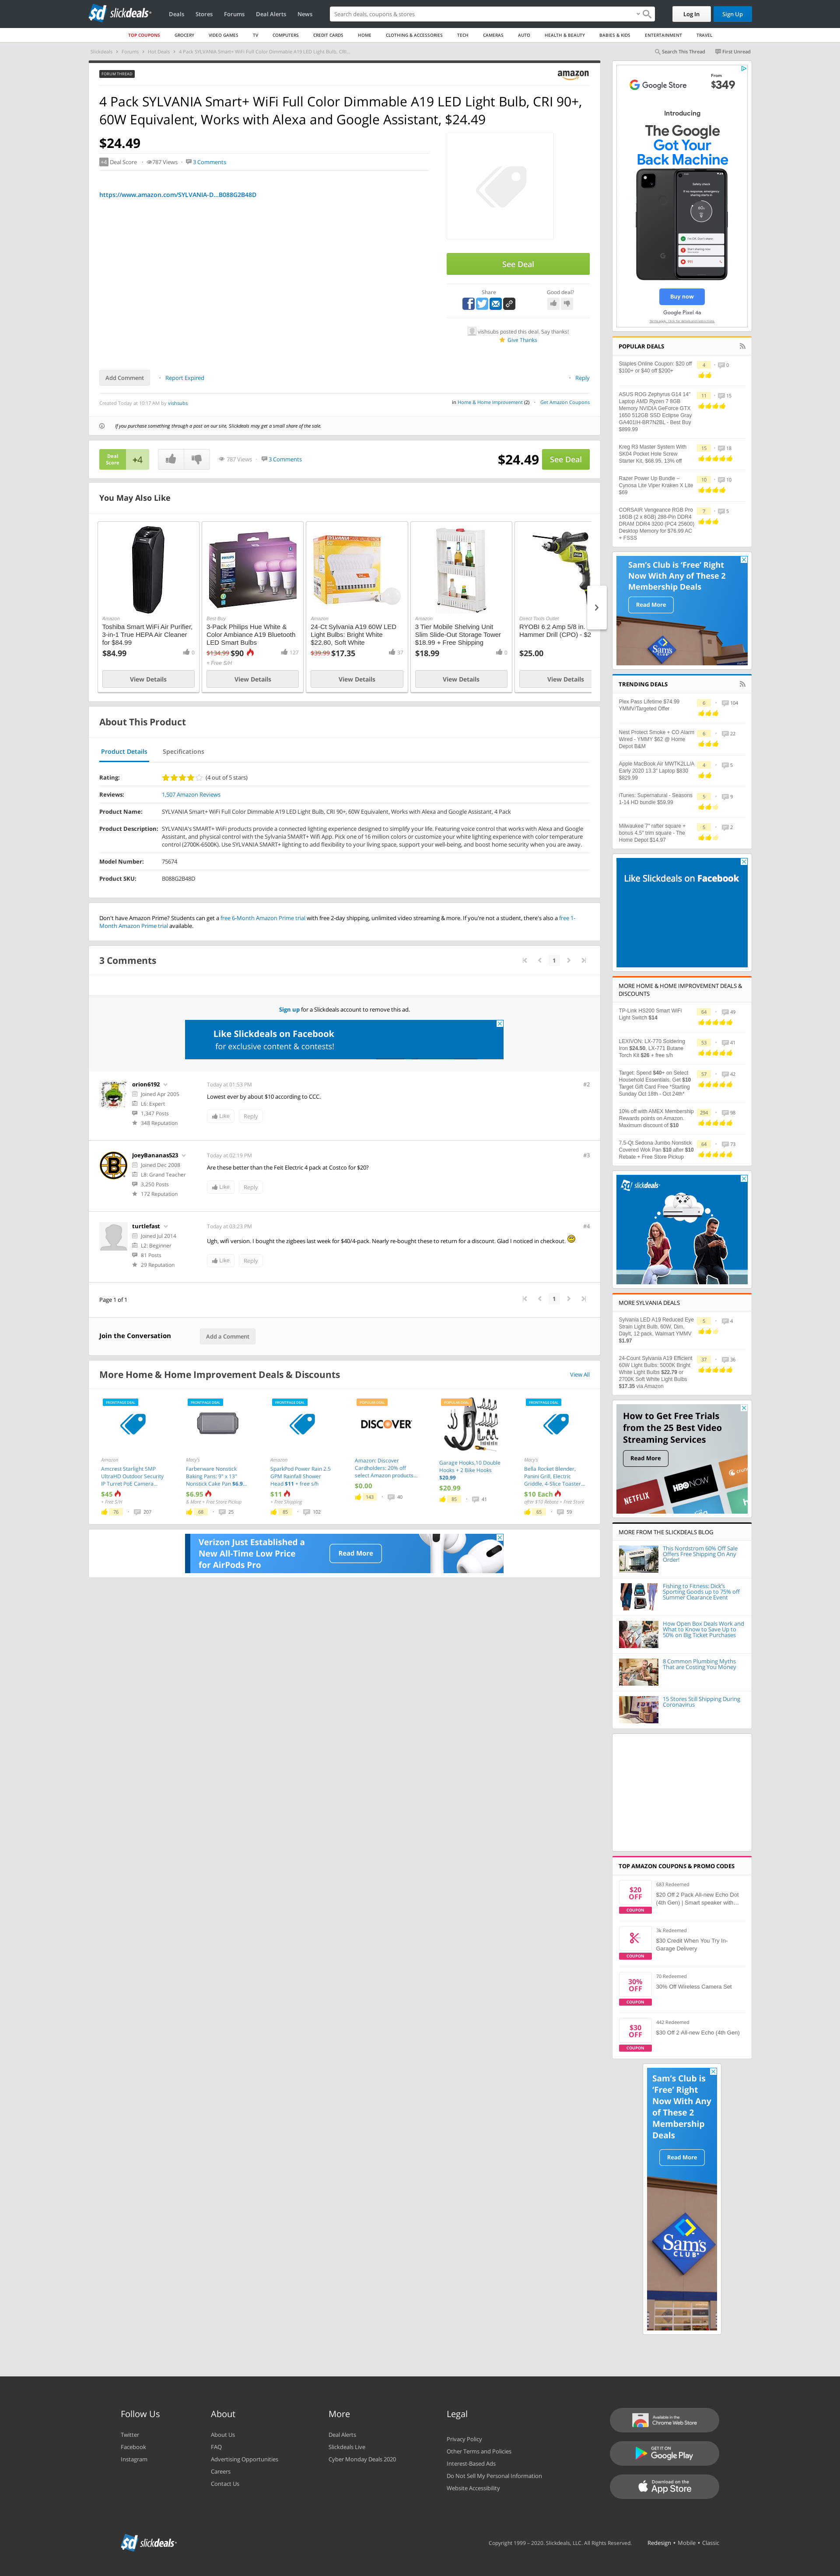 slickdeals
Deals
Stores
Forums
Deal Alerts
News
Search deals, coupons & stores
Log In
Sign Up
TOP COUPONS
GROCERY
VIDEO GAMES
TV
COMPUTERS
CREDIT CARDS
HOME
CLOTHING & ACCESSORIES
TECH
CAMERAS
AUTO
HEALTH & BEAUTY
BABIES & KIDS
ENTERTAINMENT
TRAVEL
Slickdeals > Forums > Hot Deals > 4 Pack SYLVANIA Smart+ WiFi Full Color Dimmable A19 LED Light Bulb, CRI...
Search This Thread
First Unread
FORUM THREAD
amazon
4 Pack SYLVANIA Smart+ WiFi Full Color Dimmable A19 LED Light Bulb, CRI 90+,
60W Equivalent, Works with Alexa and Google Assistant, $24.49
$24.49
+4 Deal Score
787 Views
3 Comments
https://www.amazon.com/SYLVANIA-D...B088G2B48D
See Deal
Share
Good deal?
vishsubs posted this deal. Say thanks!
Give Thanks
Add Comment
Report Expired
Reply
Created Today at 10:17 AM by
in Home & Home Improvement (2)
Get Amazon Coupons
If you purchase something through a post on our site, Slickdeals may get a small share of the sale.
Deal
Score
+4
787 Views
3 Comments
$24.49
See Deal
You May Also Like
Amazon
Toshiba Smart WiFi Air Purifier,
3-in-1 True HEPA Air Cleaner
for $84.99
$84.99
0
View Details
Best Buy
3-Pack Philips Hue White &
Color Ambiance A19 Bluetooth
LED Smart Bulbs
$134.99 $90
127
+ Free S/H
View Details
Amazon
24-Ct Sylvania A19 60W LED
Light Bulbs: Bright White
$22.80, Soft White
$39.99 $17.35
37
View Details
Amazon
3 Tier Mobile Shelving Unit
Slim Slide-Out Storage Tower
$18.99 + Free Shipping
$18.99
0
View Details
Direct Tools Outlet
RYOBI 6.2 Amp 5/8 in.
Hammer Drill (CPO) - $2
$25.00
View Details
About This Product
Product Details
Specifications
Rating:
(4 out of 5 stars)
Reviews:
1,507 Amazon Reviews
Product Name:
SYLVANIA Smart+ WiFi Full Color Dimmable A19 LED Light Bulb, CRI 90+, 60W Equivalent, Works with Alexa and Google Assistant, 4 Pack
Product Description:
SYLVANIA's SMART+ WiFi products provide a connected lighting experience designed to simplify your life. Featuring voice control that works with Alexa and Google
Assistant, and physical control with the Sylvania SMART+ Wifi App. Pick one of 16 million colors or customize your white lighting experience with color temperature
control (2700K-6500K). Use SYLVANIA SMART+ lighting to add flexibility to your living space, support your well-being, and boost home security when you are away.
Model Number:
75674
Product SKU:
B088G2B48D
Don't have Amazon Prime? Students can get a free 6-Month Amazon Prime trial with free 2-day shipping, unlimited video streaming & more. If you're not a student, there's also a free 1-
Month Amazon Prime trial available.
3 Comments
1
Sign up for a Slickdeals account to remove this ad.
Like Slickdeals on Facebook
for exclusive content & contests!
orion6192
Joined Apr 2005
L6: Expert
1,347 Posts
348 Reputation
Today at 01:53 PM
#2
Lowest ever by about $10 according to CCC.
Like
Reply
JoeyBananas523
Joined Dec 2008
L8: Grand Teacher
3,250 Posts
172 Reputation
Today at 02:19 PM
#3
Are these better than the Feit Electric 4 pack at Costco for $20?
Like
Reply
turtlefast
Joined Jul 2014
L2: Beginner
81 Posts
29 Reputation
Today at 03:23 PM
#4
Ugh, wifi version. I bought the zigbees last week for $40/4-pack. Nearly re-bought these to return for a discount. Glad I noticed in checkout.
Like
Reply
Page 1 of 1
1
Join the Conversation
Add a Comment
More Home & Home Improvement Deals & Discounts
View All
FRONTPAGE DEAL
Amazon
Amcrest Starlight 5MP
UltraHD Outdoor Security
IP Turret PoE Camera...
$45
+ Free S/H
76
207
FRONTPAGE DEAL
Macy's
Farberware Nonstick
Baking Pans: 9" x 13"
Nonstick Cake Pan $6.9...
$6.95
& More + Free Store Pickup
68
25
FRONTPAGE DEAL
Amazon
SparkPod Power Rain 2.5
GPM Rainfall Shower
Head $11 + free s/h
$11
+ Free Shipping
85
102
POPULAR DEAL
DISCOVER
Amazon: Discover
Cardholders: 20% off
select Amazon products...
$0.00
143
40
POPULAR DEAL
Garage Hooks,10 Double
Hooks + 2 Bike Hooks
$20.99
$20.99
85
41
FRONTPAGE DEAL
Macy's
Bella Rocket Blender,
Panini Grill, Electric
Griddle, 4-Slice Toaster...
$10 Each
after $10 Rebate + Free Store
65
59
Verizon Just Established a
New All-Time Low Price
for AirPods Pro
Read More
Google Store
From
$349
Introducing
The Google
Got Your
Back Machine
Buy now
Google Pixel 4a
POPULAR DEALS
Staples Online Coupon: $20 off
$100+ or $40 off $200+
4
0
ASUS ROG Zephyrus G14 14"
Laptop AMD Ryzen 7 8GB
Memory NVIDIA GeForce GTX
1650 512GB SSD Eclipse Gray
GA401IH-BR7N2BL - Best Buy
$899.99
11
15
Kreg R3 Master System With
SK04 Pocket Hole Screw
Starter Kit, $68.95, 13% off
15
18
Razer Power Up Bundle –
Cynosa Lite Viper Kraken X Lite
$69
10
10
CORSAIR Vengeance RGB Pro
16GB (2 x 8GB) 288-Pin DDR4
DRAM DDR4 3200 (PC4 25600)
Desktop Memory for $76.99 AC
+ FSSS
7
5
Sam's Club is 'Free' Right
Now With Any of These 2
Membership Deals
Read More
Sam's
TRENDING DEALS
Plex Pass Lifetime $74.99
YMMV/Targeted Offer
6
104
Nest Protect Smoke + CO Alarm
Wired - YMMY $62 @ Home
Depot B&M
6
22
Apple MacBook Air MWTK2LL/A
Early 2020 13.3" Laptop $830
$829.99
4
5
iTunes: Supernatural - Seasons
1-14 HD bundle $59.99
5
9
Milwaukee 7" rafter square +
bonus 4.5" trim square - The
Home Depot $14.97
5
2
Like Slickdeals on Facebook
MORE HOME & HOME IMPROVEMENT DEALS &
DISCOUNTS
TP-Link HS200 Smart WiFi
Light Switch $14
64
49
LEXIVON: LX-770 Soldering
Iron $24.50, LX-771 Butane
Torch Kit $26 + free s/h
53
41
Target: Spend $40+ on Select
Household Essentials, Get $10
Target Gift Card Free *Starting
Sunday Oct 18th - Oct 24th*
57
42
10% off with AMEX Membership
Rewards points on Amazon.
Maximum discount of $10
294
98
7.5-Qt Sedona Jumbo Nonstick
Covered Wok Pan $10 after $10
Rebate + Free Store Pickup
64
73
slickdeals
MORE SYLVANIA DEALS
Sylvania LED A19 Reduced Eye
Strain Light Bulb, 60W, Dim,
Daylt, 12 pack, Walmart YMMV
$1.97
5
4
24-Count Sylvania A19 Efficient
60W Light Bulbs: 5000K Bright
White Light Bulbs $22.79 or
2700K Soft White Light Bulbs
$17.35 via Amazon
37
36
How to Get Free Trials
from the 25 Best Video
Streaming Services
Read More
NETFLIX
HBO NOW
MORE FROM THE SLICKDEALS BLOG
This Nordstrom 60% Off Sale
Offers Free Shipping On Any
Order!
Fishing to Fitness: Dick's
Sporting Goods up to 75% off
Summer Clearance Event
How Open Box Deals Work and
What to Know to Save Up to
50% on Big Ticket Purchases
8 Common Plumbing Myths
That are Costing You Money
15 Stores Still Shipping During
Coronavirus
TOP AMAZON COUPONS & PROMO CODES
$20
OFF
COUPON
683 Redeemed
$20 Off 2 Pack All-new Echo Dot
(4th Gen) | Smart speaker with...
COUPON
3k Redeemed
$30 Credit When You Try In-
Garage Delivery
30%
OFF
COUPON
70 Redeemed
30% Off Wireless Camera Set
$30
OFF
COUPON
442 Redeemed
$30 Off 2 All-new Echo (4th Gen)
Sam's Club is
'Free' Right
Now With Any
of These 2
Membership
Deals
Read More
Sam's
CLUB
Follow Us
Twitter
Facebook
Instagram
About
About Us
FAQ
Advertising Opportunities
Careers
Contact Us
More
Deal Alerts
Slickdeals Live
Cyber Monday Deals 2020
Legal
Privacy Policy
Other Terms and Policies
Interest-Based Ads
Do Not Sell My Personal Information
Website Accessibility
Available in the
Chrome Web Store
GET IT ON
Google Play
Download on the
App Store
slickdeals
Copyright 1999 - 2020. Slickdeals, LLC. All Rights Reserved.
Redesign • Mobile • Classic